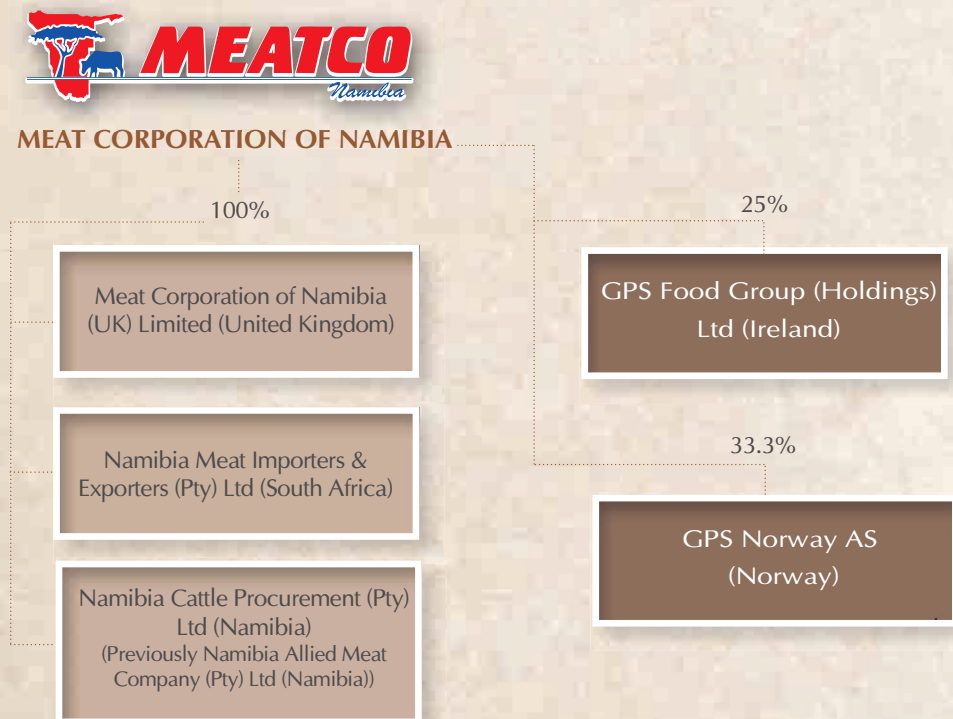 MEATCO
Namibia
MEAT CORPORATION OF NAMIBIA
100%
Meat Corporation of Namibia
(UK) Limited (United Kingdom)
Namibia Meat Importers &
Exporters (Pty) Ltd (South Africa)
Namibia Cattle Procurement (Pty)
Ltd (Namibia)
(Previously Namibia Allied Meat
Company (Pty) Ltd (Namibia))
25%
GPS Food Group (Holdings)
Ltd (Ireland)
33.3%
GPS Norway AS
(Norway)